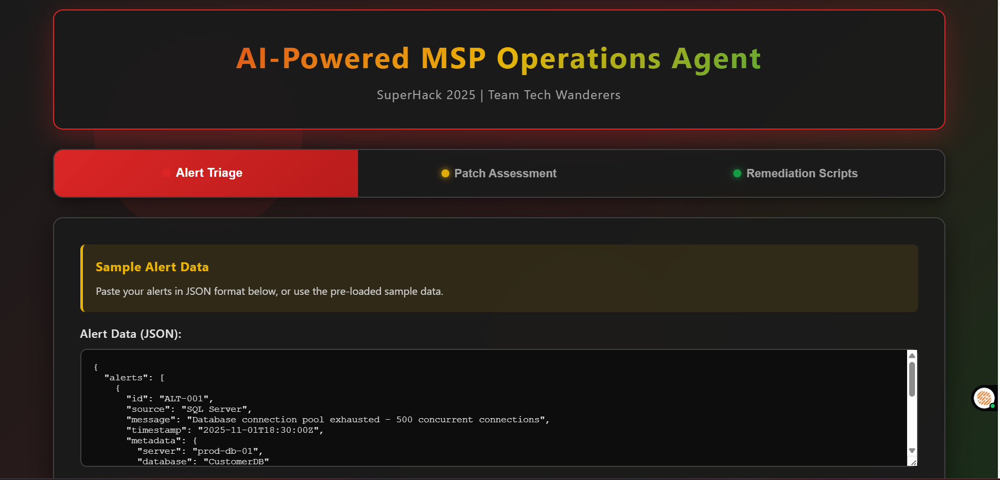 AI-Powered MSP Operations Agent
SuperHack 2025 | Team Tech Wanderers
Alert Triage
Patch Assessment
Remediation Scripts
Sample Alert Data
Paste your alerts in JSON format below, or use the pre-loaded sample data.
Alert Data (JSON):
{
  "alerts": [
    {
      "id": "ALT-001",
      "source": "SQL Server",
      "message": "Database connection pool exhausted - 500 concurrent connections",
      "timestamp": "2025-11-01T18:30:00Z",
      "metadata": {
        "server": "prod-db-01",
        "database": "CustomerDB"